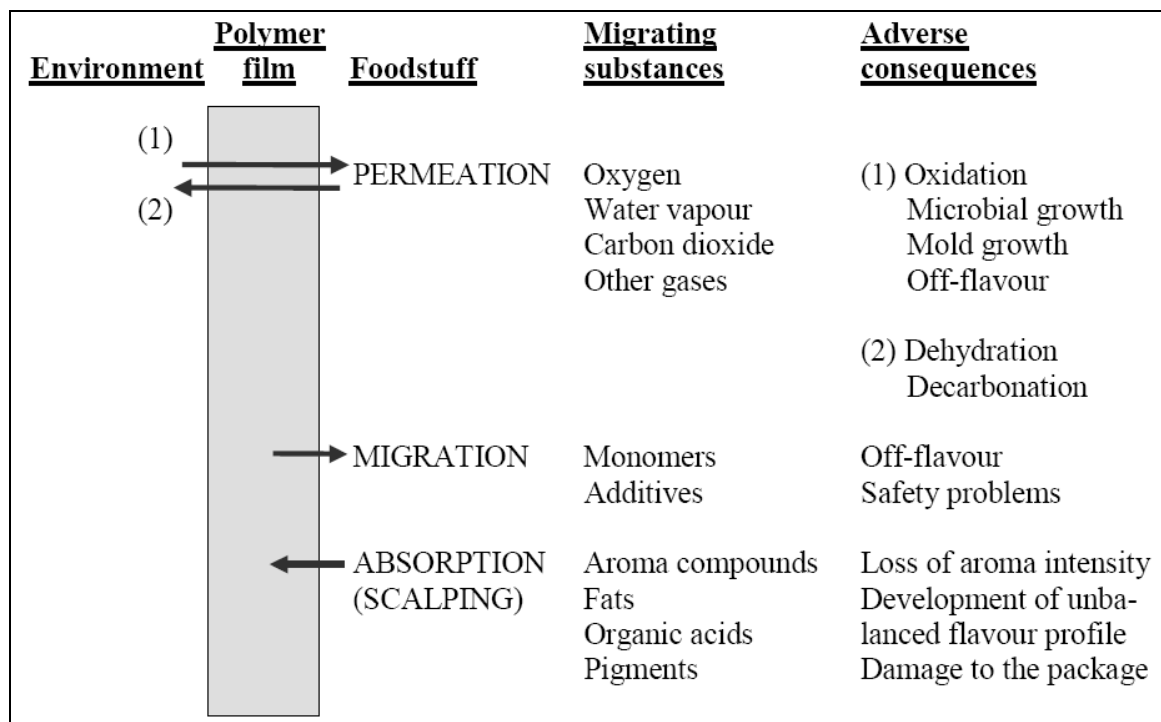 Environment Polymer film Foodstuff Migrating substances Adverse consequences
(1)
(2)
PERMEATION Oxygen (1) Oxidation
Water vapour Microbial growth
Carbon dioxide Mold growth
Other gases Off-flavour
(2) Dehydration
Decarbonation
MIGRATION Monomers Off-flavour
Additives Safety problems
ABSORPTION Aroma compounds Loss of aroma intensity
(SCALPING) Fats Development of unba-
Organic acids lanced flavour profile
Pigments Damage to the package